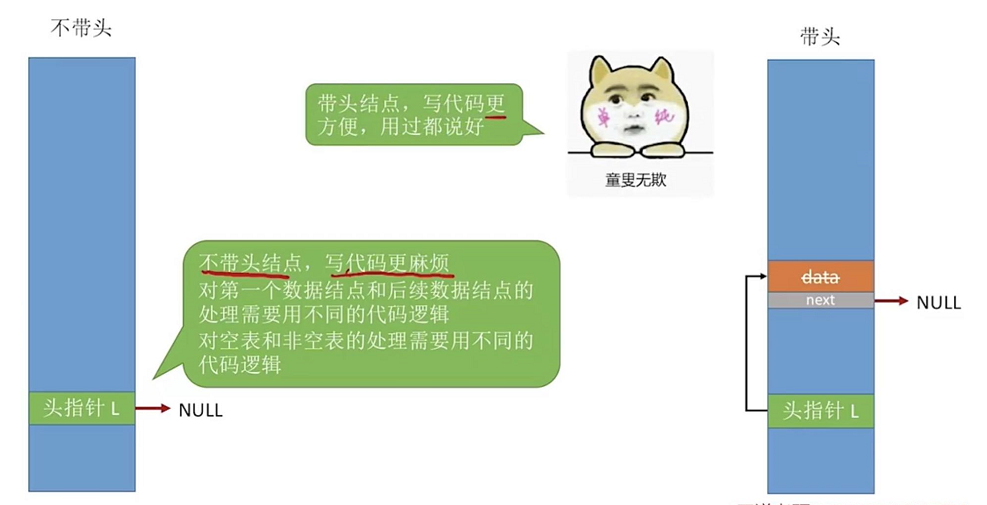 不带头
带头
带头结点，写代码更
方便，用过都说好
单 纯
童叟无欺
不带头结点，写代码更麻烦
对第一个数据结点和后续数据结点的
处理需要用不同的代码逻辑
对空表和非空表的处理需要用不同的
代码逻辑
头指针 L
NULL
data
next
NULL
头指针 L